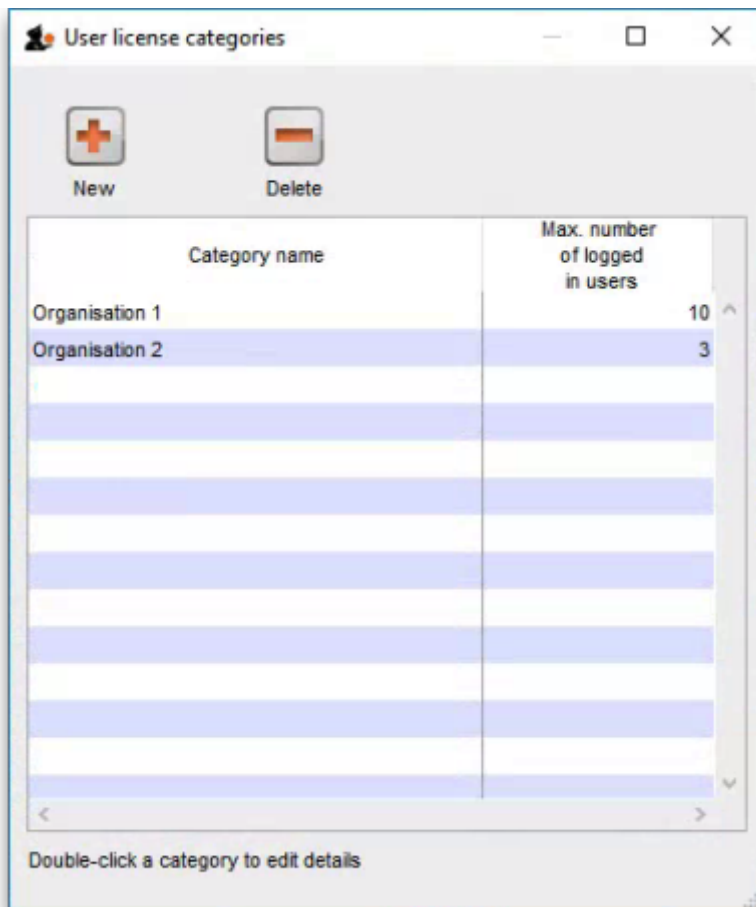 User license categories
New Delete
Category name
Max. number
of logged
in users
Organisation 1 10
Organisation 2 3
Double-click a category to edit details